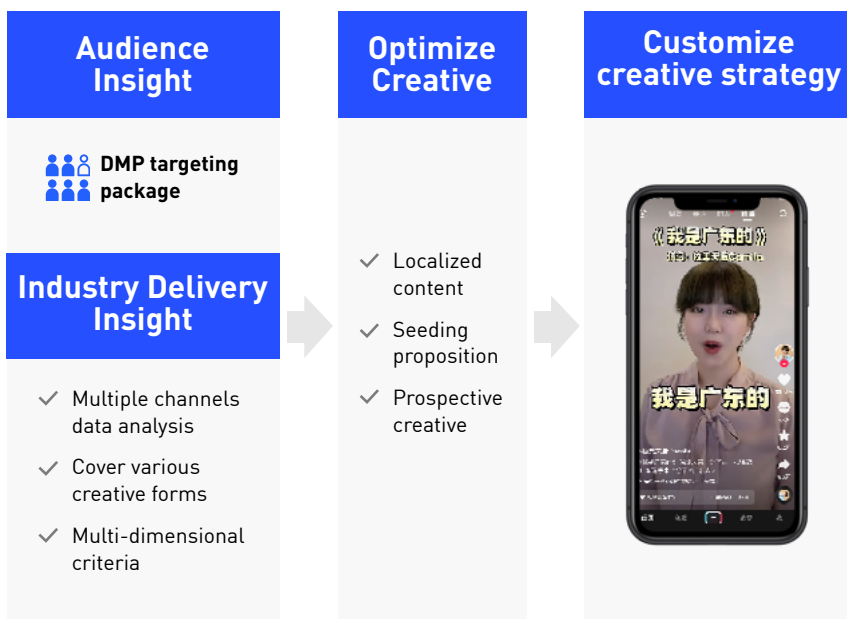 Audience
Insight
DMP targeting
package
Industry Delivery
Insight
Multiple channels
data analysis
Cover various
creative forms
Multi-dimensional
criteria
Optimize
Creative
Localized
content
Seeding
proposition
Prospective
creative
Customize
creative strategy
《我是广东的》
我是广东的